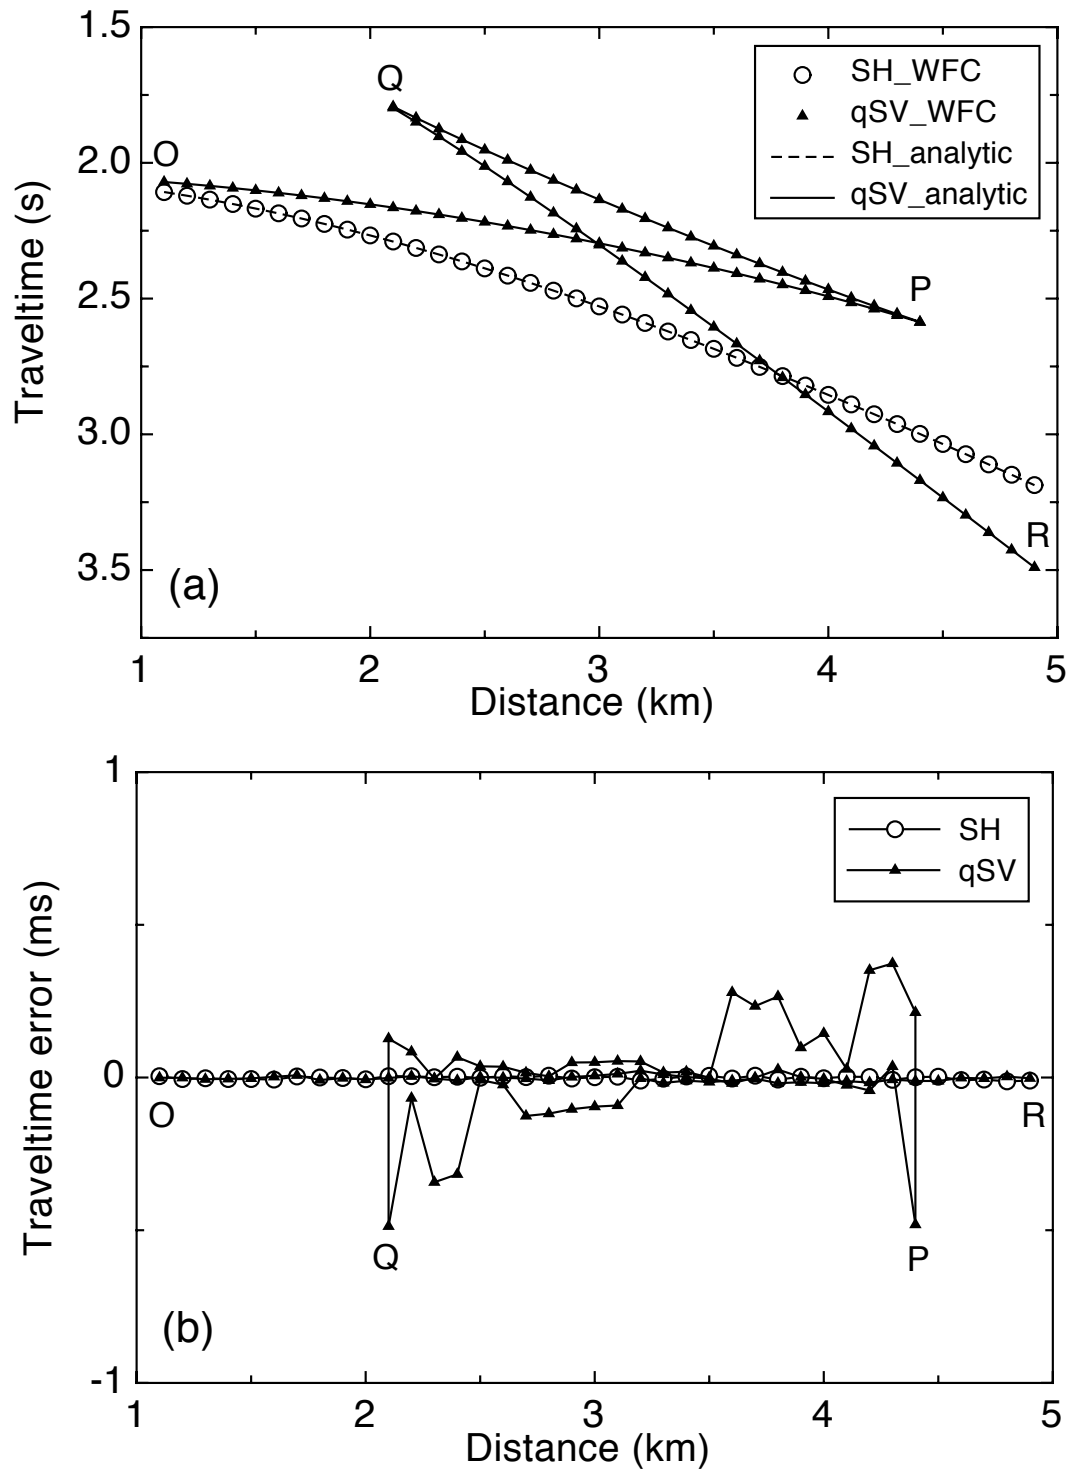 1.5
2.0
2.5
3.0
3.5
Traveltime (s)
Q
O
P
R
SH_WFC
qSV_WFC
SH_analytic
qSV_analytic
(a)
1 2 3 4 5
Distance (km)
1
0
-1
Traveltime error (ms)
SH
qSV
O
R
Q
P
(b)
1 2 3 4 5
Distance (km)